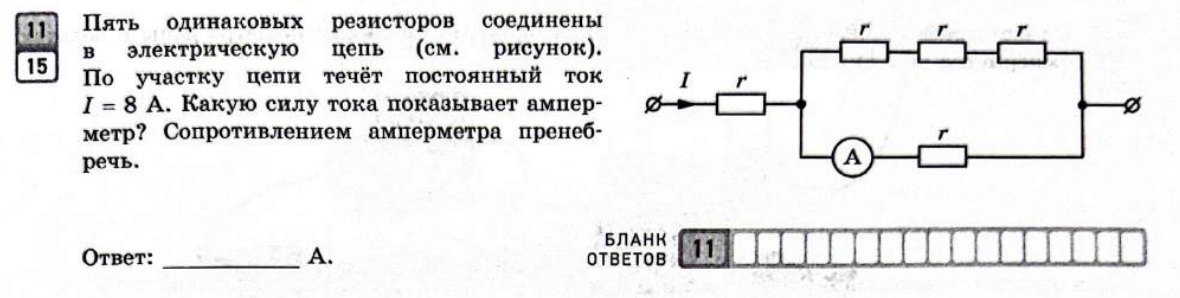 11
15
Пять одинаковых резисторов соединены
в электрическую цепь (см. рисунок).
По участку цепи течёт постоянный ток
I = 8 А. Какую силу тока показывает ампер-
метр? Сопротивлением амперметра пренеб-
речь.
r r r
I r
A r
Ответ: ____________ А.
БЛАНК
ОТВЕТОВ
11